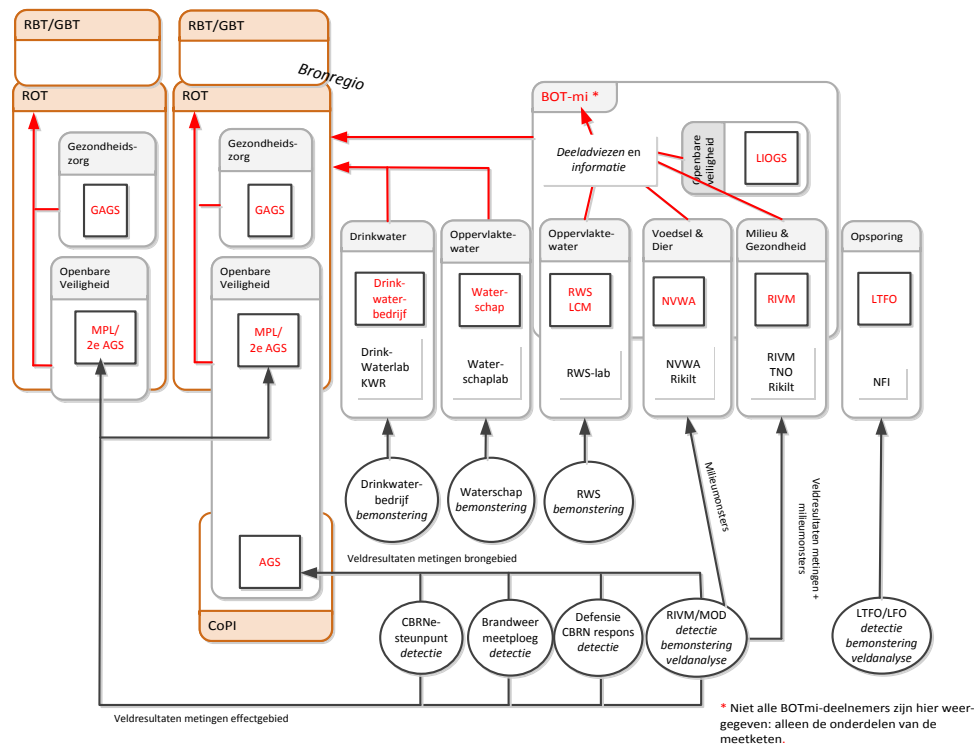 RBT/GBT
RBT/GBT
Bronregio
ROT
ROT
BOT-mi *
Gezondheids-
zorg
GAGS
Gezondheids-
zorg
GAGS
Deeladviezen en
informatie
Openbare
veiligheid
LIOGS
Openbare
Veiligheid
MPL/
2e AGS
Openbare
Veiligheid
MPL/
2e AGS
Drinkwater
Drink-
water-
bedrijf
Drink-
Waterlab
KWR
Oppervlakte-
water
Water-
schap
Water-
schaplab
Oppervlakte-
water
RWS
LCM
RWS-lab
Voedsel &
Dier
NVWA
NVWA
Rikilt
Milieu &
Gezondheid
RIVM
RIVM
TNO
Rikilt
Opsporing
LTFO
NFI
Drinkwater-
bedrijf
bemonstering
Waterschap
bemonstering
RWS
bemonstering
Milieumonsters
Veldresultaten metingen +
milieumonsters
AGS
CoPI
Veldresultaten metingen brongebied
CBRNe-
steunpunt
detectie
Brandweer
meetploeg
detectie
Defensie
CBRN respons
detectie
RIVM/MOD
detectie
bemonstering
veldanalyse
LTFO/LFO
detectie
bemonstering
veldanalyse
Veldresultaten metingen effectgebied
* Niet alle BOTmi-deelnemers zijn hier weer-
gegeven: alleen de onderdelen van de
meetketen.